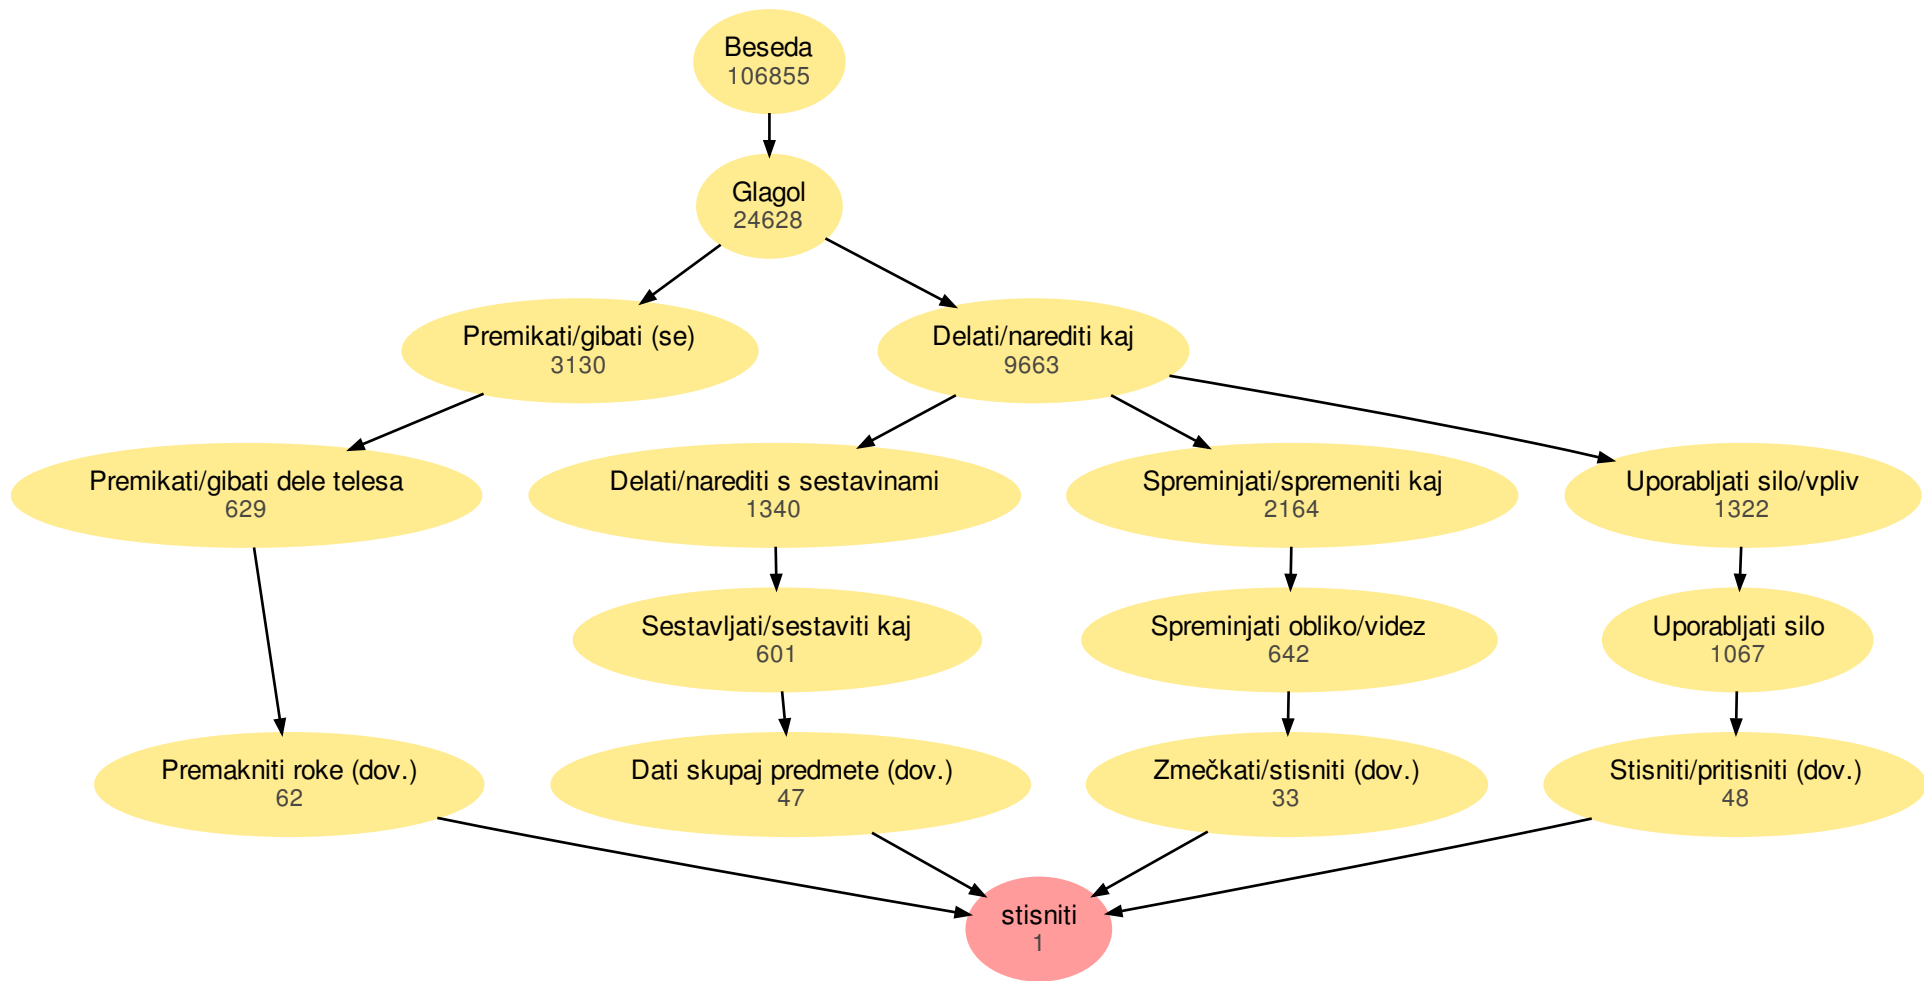 Beseda
106855
Glagol
24628
Premikati/gibati (se)
3130
Delati/narediti kaj
9663
Premikati/gibati dele telesa
629
Delati/narediti s sestavinami
1340
Spreminjati/spremeniti kaj
2164
Uporabljati silo/vpliv
1322
Sestavljati/sestaviti kaj
601
Spreminjati obliko/videz
642
Uporabljati silo
1067
Premakniti roke (dov.)
62
Dati skupaj predmete (dov.)
47
Zmečkati/stisniti (dov.)
33
Stisniti/pritisniti (dov.)
48
stisniti
1